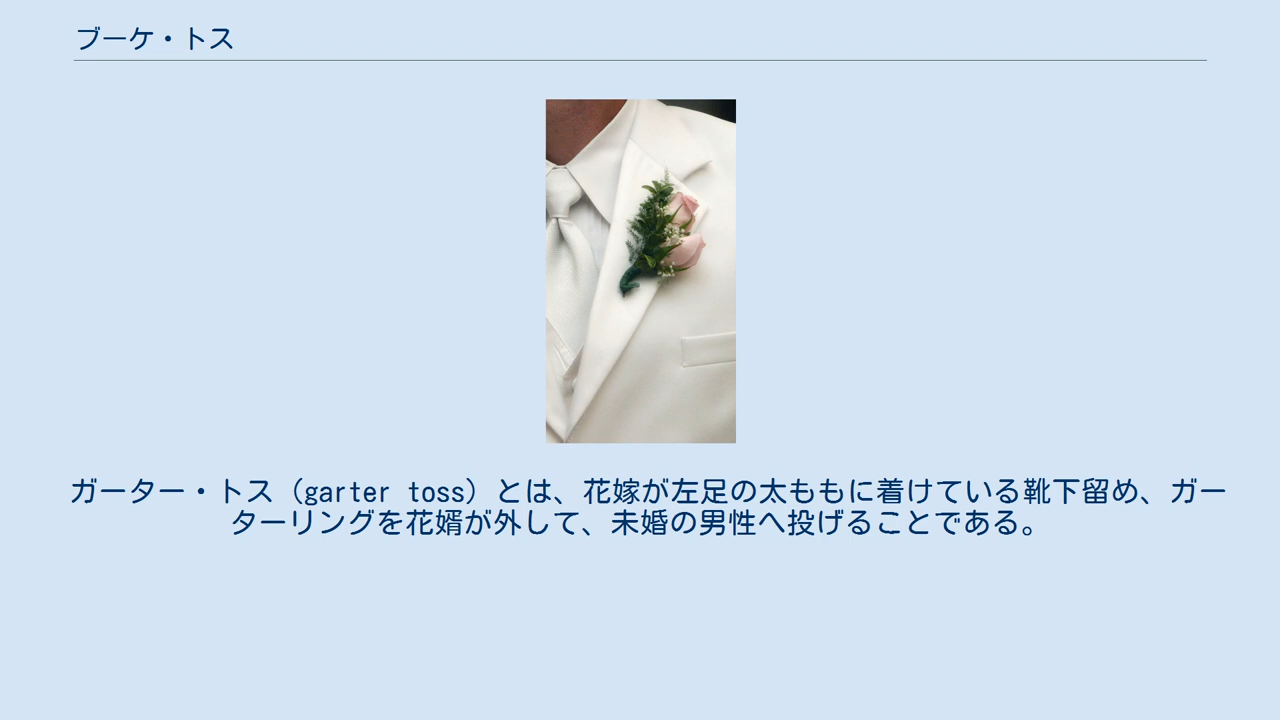 ブーケ・トス
ガーター・トス（garter toss）とは、花嫁が左足の太ももに着けている靴下留め、ガー
ターリングを花婿が外して、未婚の男性へ投げることである。